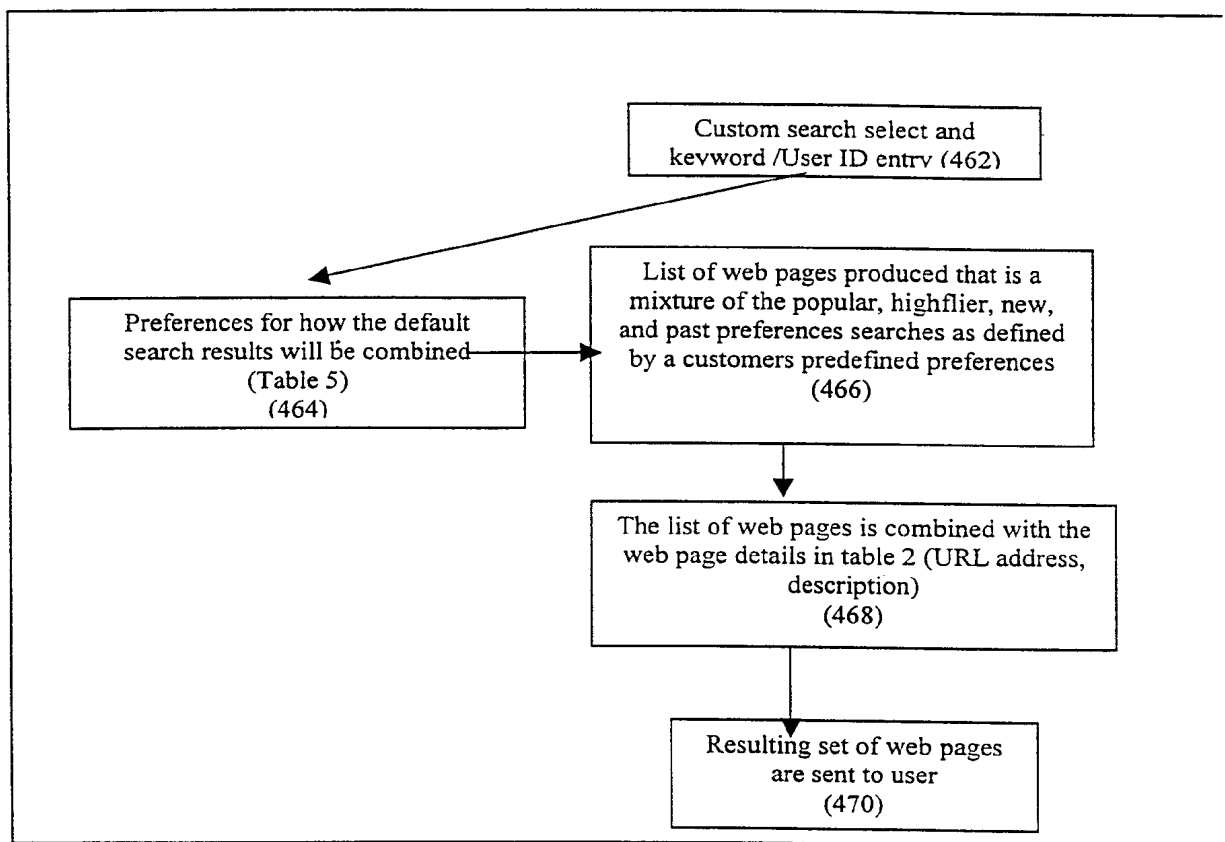 Custom search select and
keyword /User ID entry (462)
Preferences for how the default
search results will be combined
(Table 5)
(464)
List of web pages produced that is a
mixture of the popular, highflier, new,
and past preferences searches as defined
by a customers predefined preferences
(466)
The list of web pages is combined with the
web page details in table 2 (URL address,
description)
(468)
Resulting set of web pages
are sent to user
(470)